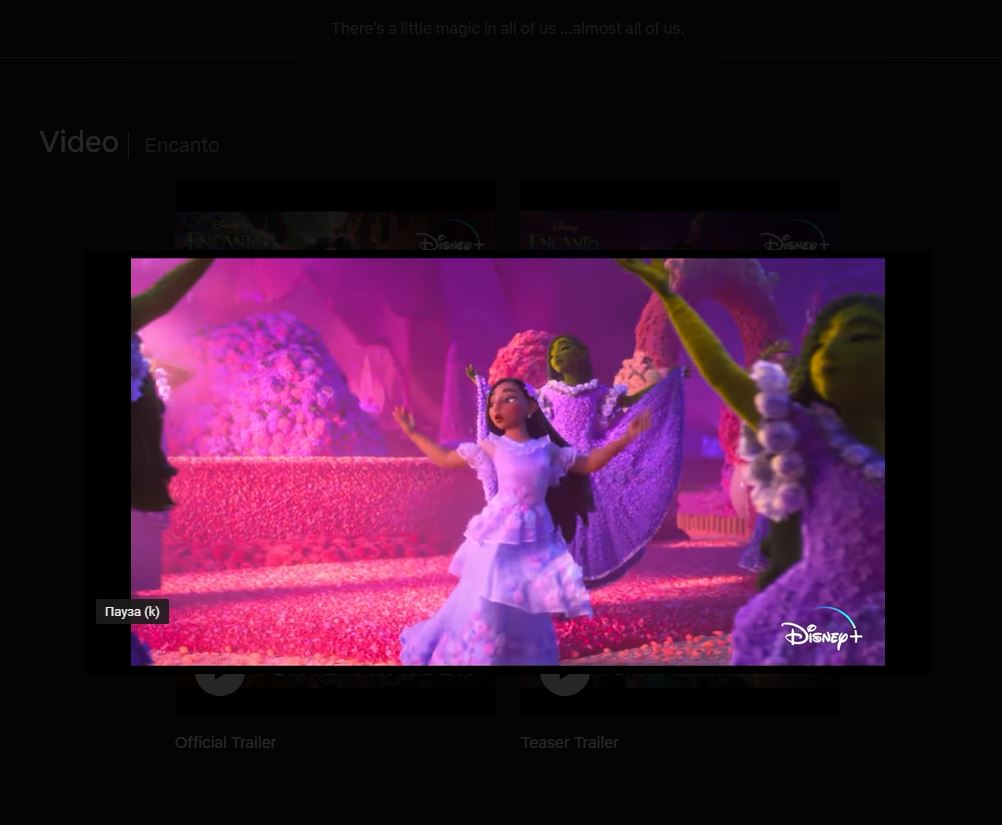 There's a little magic in all of us ...almost all of us.
Video
Encanto
Disney ENCANTO
Disney+
Disney ENCANTO
Disney+
Пауза (k)
Disney+
Official Trailer
Teaser Trailer